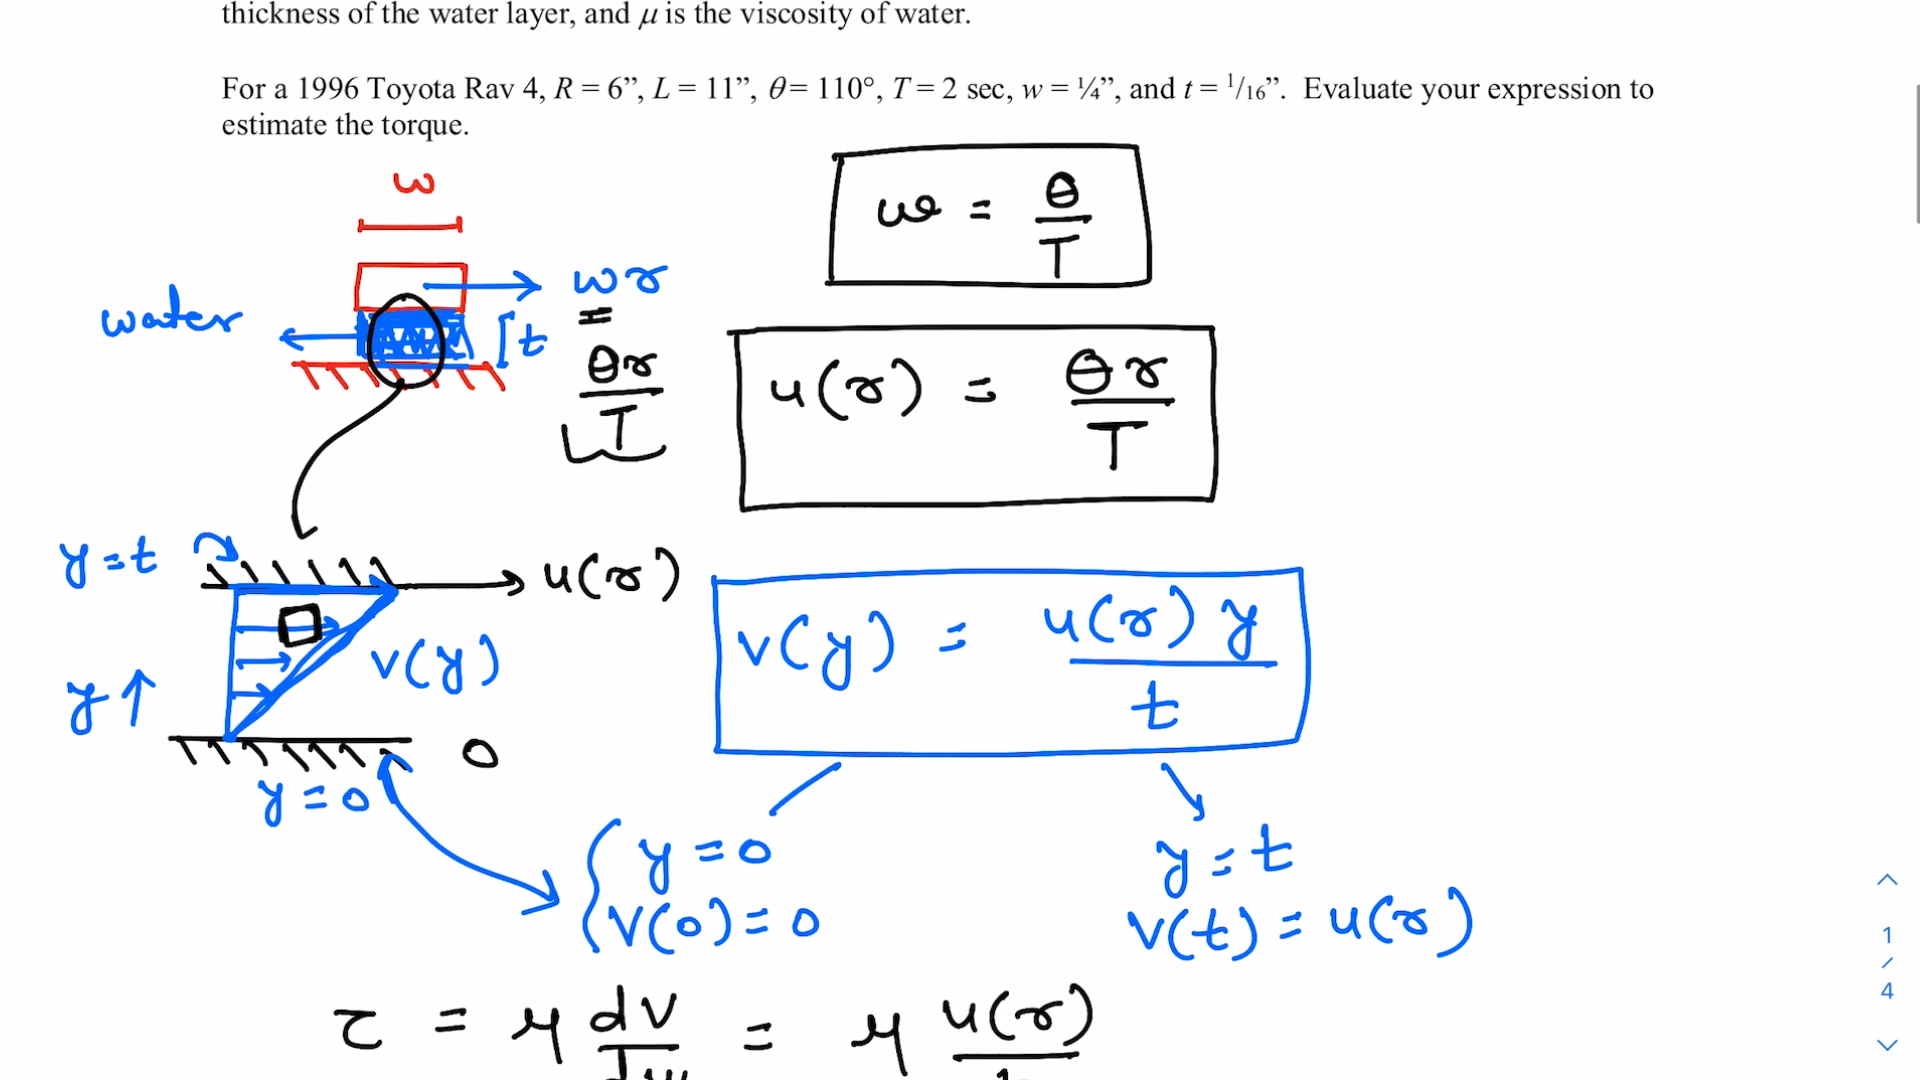 thickness of the water layer, and μ is the viscosity of water.
For a 1996 Toyota Rav 4, R = 6”, L = 11”, θ= 110°, T = 2 sec, w = ¼”, and t = 1/16”.  Evaluate your expression to
estimate the torque.
w
ω = θ/T
water
t
ωr
=
θr/T
u(r) = θr/T
y=t
u(r)
v(y) = u(r) y / t
v(y)
y↑
0
y=0
y=0
v(0)=0
y=t
v(t)=u(r)
τ = μ dv/dy = μ u(r)/t
1
/
4